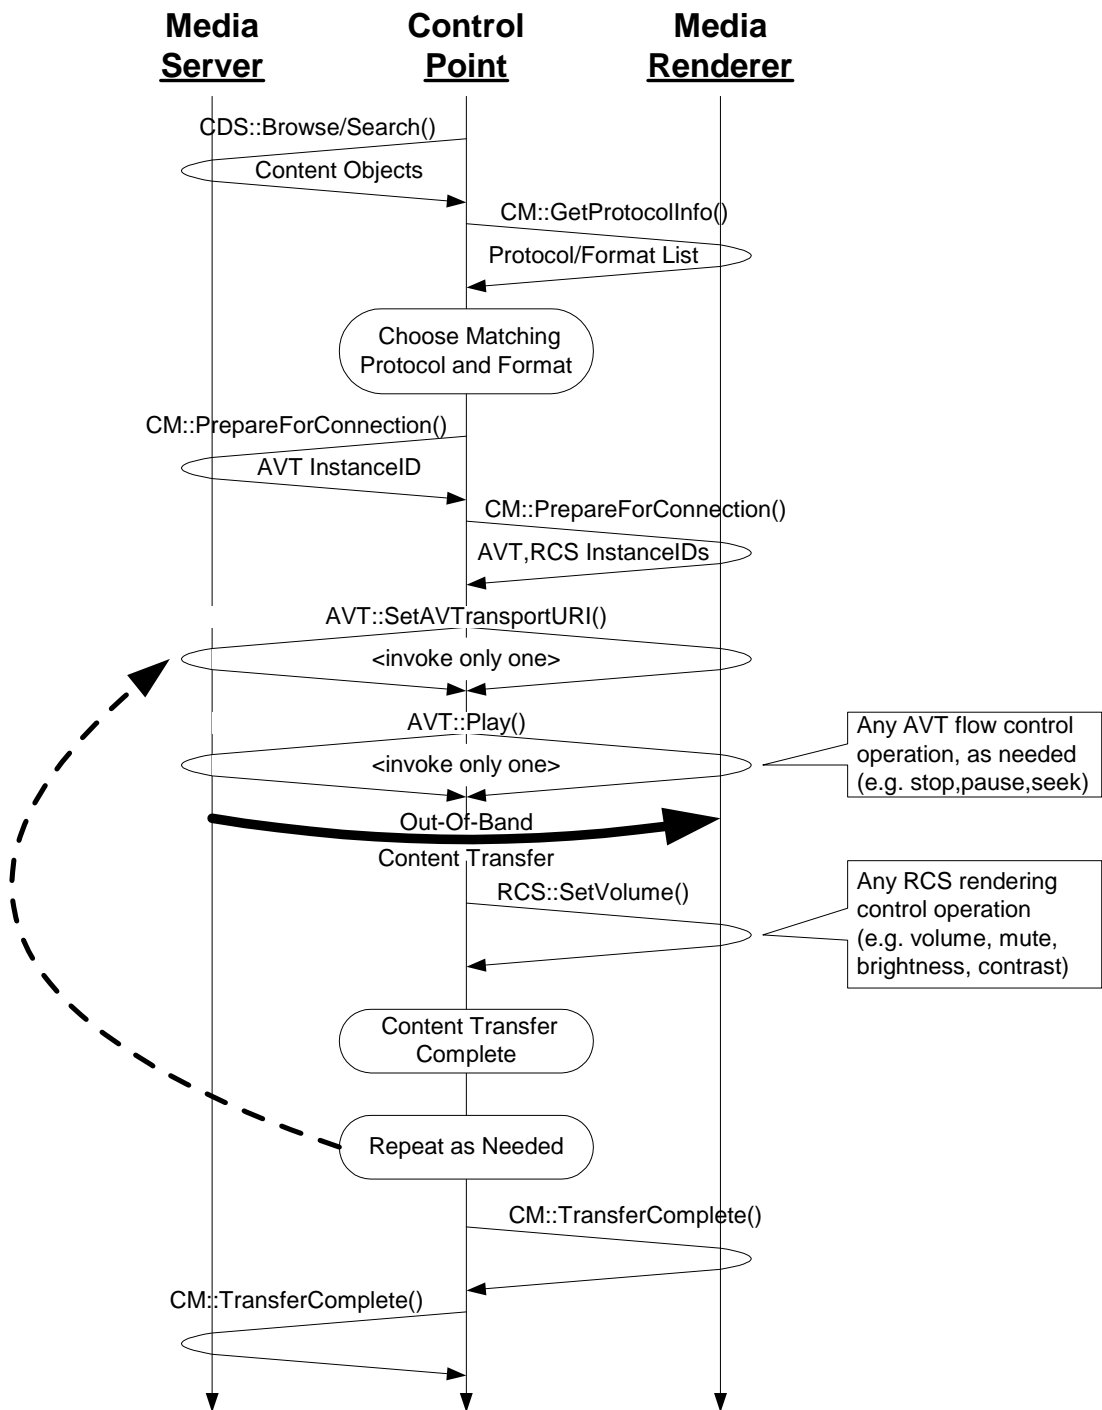 Media Server
Control Point
Media Renderer
CDS::Browse/Search()
Content Objects
CM::GetProtocolInfo()
Protocol/Format List
Choose Matching
Protocol and Format
CM::PrepareForConnection()
AVT InstanceID
CM::PrepareForConnection()
AVT,RCS InstanceIDs
AVT::SetAVTransportURI()
<invoke only one>
AVT::Play()
<invoke only one>
Any AVT flow control
operation, as needed
(e.g. stop,pause,seek)
Out-Of-Band
Content Transfer
RCS::SetVolume()
Any RCS rendering
control operation
(e.g. volume, mute,
brightness, contrast)
Content Transfer
Complete
Repeat as Needed
CM::TransferComplete()
CM::TransferComplete()